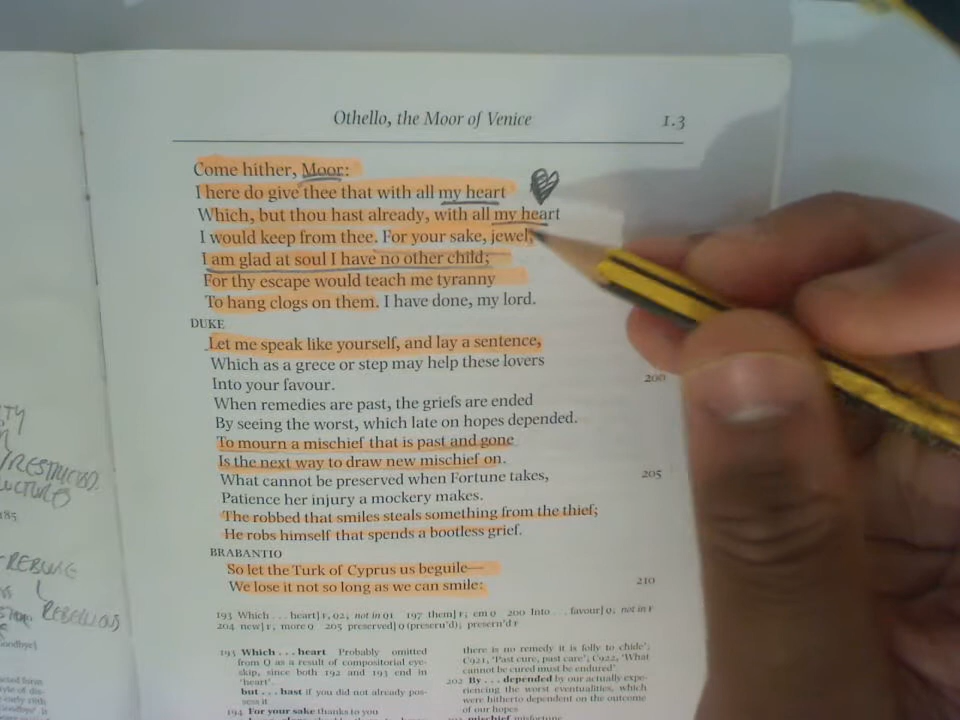 Othello, the Moor of Venice 1.3
Come hither, Moor:
I here do give thee that with all my heart
Which, but thou hast already, with all my heart
I would keep from thee. For your sake, jewel,
I am glad at soul I have no other child;
For thy escape would teach me tyranny
To hang clogs on them. I have done, my lord.
DUKE
Let me speak like yourself, and lay a sentence,
Which as a grece or step may help these lovers
Into your favour. 200
When remedies are past, the griefs are ended
By seeing the worst, which late on hopes depended.
To mourn a mischief that is past and gone
Is the next way to draw new mischief on.
What cannot be preserved when Fortune takes, 205
Patience her injury a mockery makes.
The robbed that smiles steals something from the thief;
He robs himself that spends a bootless grief.
BRABANTIO
So let the Turk of Cyprus us beguile—
We lose it not so long as we can smile: 210
193 Which . . . heart] F, Q2; not in Q1 197 them] F; em Q 200 Into . . . favour] Q; not in F
204 new] F; more Q 205 preserved] Q (preseru'd); presern'd F
193 Which . . . heart Probably omitted
from Q as a result of compositorial eye-
skip, since both 192 and 193 end in
'heart'.
but . . . hast if you did not already pos-
sess it
194 For your sake thanks to you
there is no remedy it is folly to chide';
C921, 'Past cure, past care'; C922, 'What
cannot be cured must be endured'
202 By . . . depended by our actually expe-
riencing the worst eventualities, which
were hitherto dependent on the outcome
of our hopes
mischief misfortune
/RESTRICTED
185
REBUKE
REBELLIOUS
Goodbye]